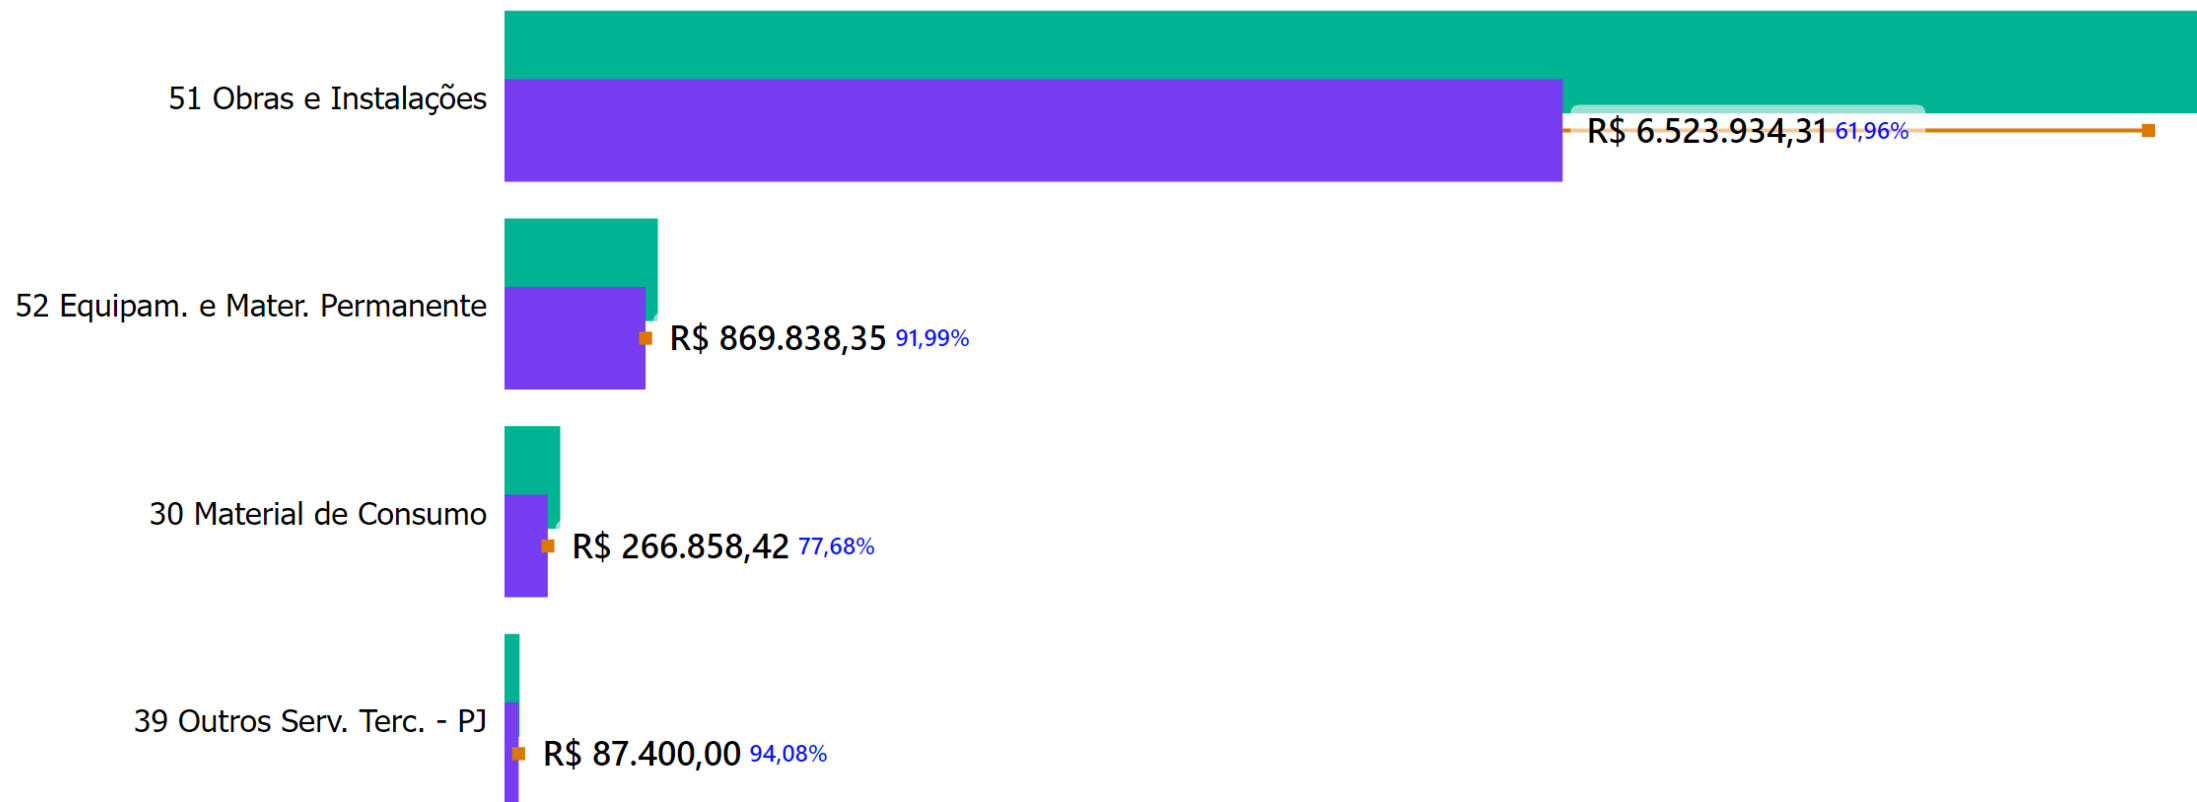 51 Obras e Instalações
R$ 6.523.934,31 61,96%
52 Equipam. e Mater. Permanente
R$ 869.838,35 91,99%
30 Material de Consumo
R$ 266.858,42 77,68%
39 Outros Serv. Terc. - PJ
R$ 87.400,00 94,08%